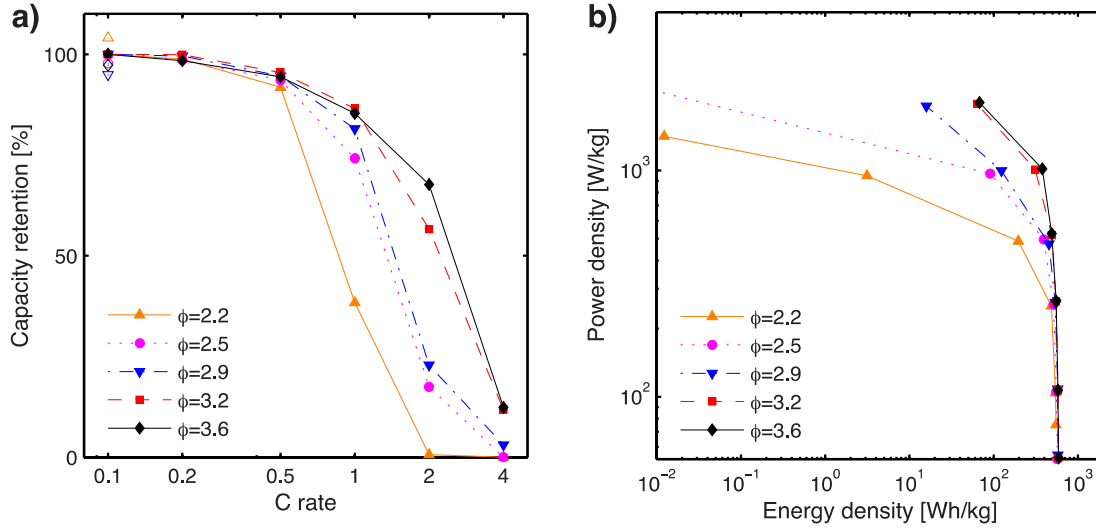 a)
Capacity retention [%]
100
50
0
φ=2.2
φ=2.5
φ=2.9
φ=3.2
φ=3.6
0.1 0.2 0.5 1 2 4
C rate
b)
Power density [W/kg]
10³
10²
φ=2.2
φ=2.5
φ=2.9
φ=3.2
φ=3.6
10⁻² 10⁻¹ 10⁰ 10¹ 10² 10³
Energy density [Wh/kg]